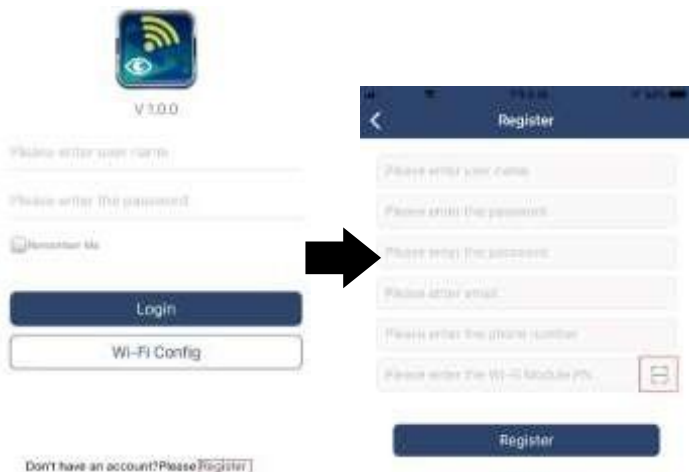 V 1.0.0
Please enter user name
Please enter the password
Remember Me
Login
Wi-Fi Config
Don't have an account?Please Register
Register
Please enter user name
Please enter the password
Please enter the password
Please enter email
Please enter the phone number
Please enter the Wi-Fi Module PN
Register